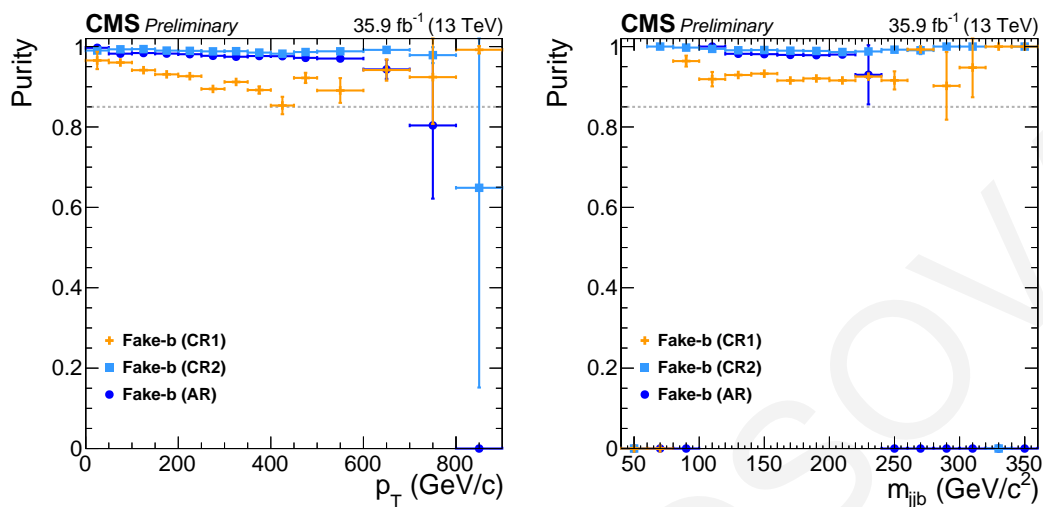 CMS Preliminary 35.9 fb⁻¹ (13 TeV)
Purity
1
0.8
0.6
0.4
0.2
0
Fake-b (CR1)
Fake-b (CR2)
Fake-b (AR)
0 200 400 600 800
p_T (GeV/c)
CMS Preliminary 35.9 fb⁻¹ (13 TeV)
Purity
1
0.8
0.6
0.4
0.2
0
Fake-b (CR1)
Fake-b (CR2)
Fake-b (AR)
50 100 150 200 250 300 350
m_jjb (GeV/c²)